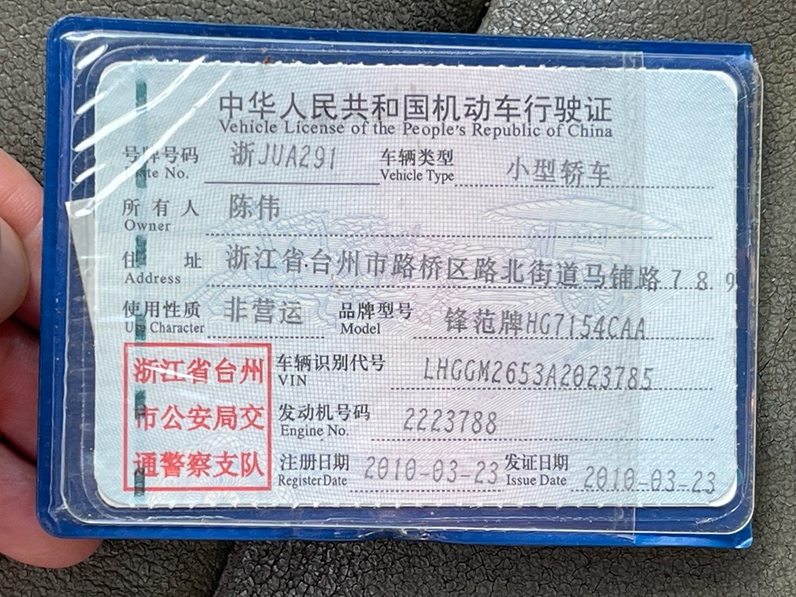 中华人民共和国机动车行驶证
Vehicle License of the People's Republic of China
号牌号码 浙JUA291 车辆类型 小型轿车
Plate No. Vehicle Type
所有人 陈伟
Owner
住址 浙江省台州市路桥区路北街道马铺路789
Address
使用性质 非营运 品牌型号 锋范牌HG7154CAA
Use Character Model
浙江省台州 车辆识别代号 LHGGM2653A2023785
VIN
市公安局交 发动机号码 2223788
Engine No.
通警察支队 注册日期 2010-03-23 发证日期 2010-03-23
Register Date Issue Date